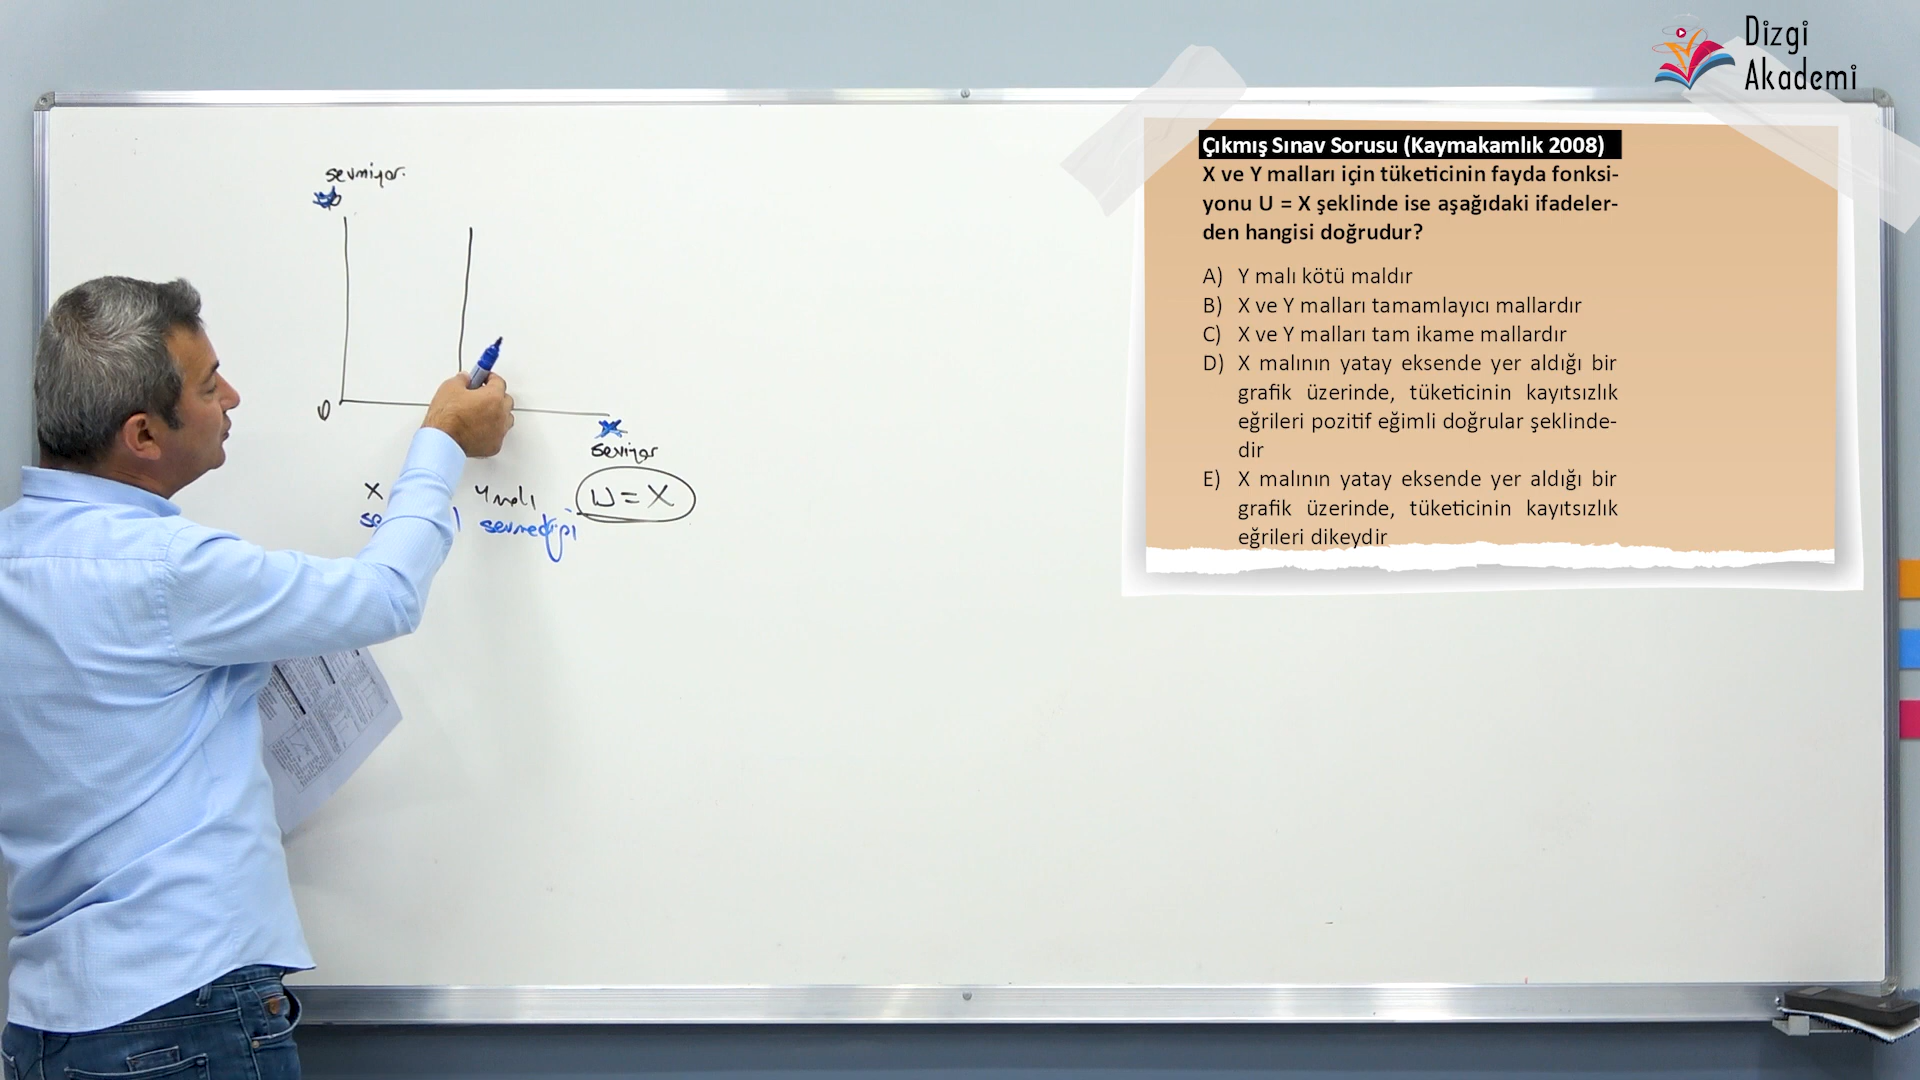 Dizgi
Akademi
Çıkmış Sınav Sorusu (Kaymakamlık 2008)
X ve Y malları için tüketicinin fayda fonksi-
yonu U = X şeklinde ise aşağıdaki ifadeler-
den hangisi doğrudur?
A) Y malı kötü maldır
B) X ve Y malları tamamlayıcı mallardır
C) X ve Y malları tam ikame mallardır
D) X malının yatay eksende yer aldığı bir
grafik üzerinde, tüketicinin kayıtsızlık
eğrileri pozitif eğimli doğrular şeklinde-
dir
E) X malının yatay eksende yer aldığı bir
grafik üzerinde, tüketicinin kayıtsızlık
eğrileri dikeydir
sevmiyor.
0
X
seviyor
X Y malı U = X
sevmediği